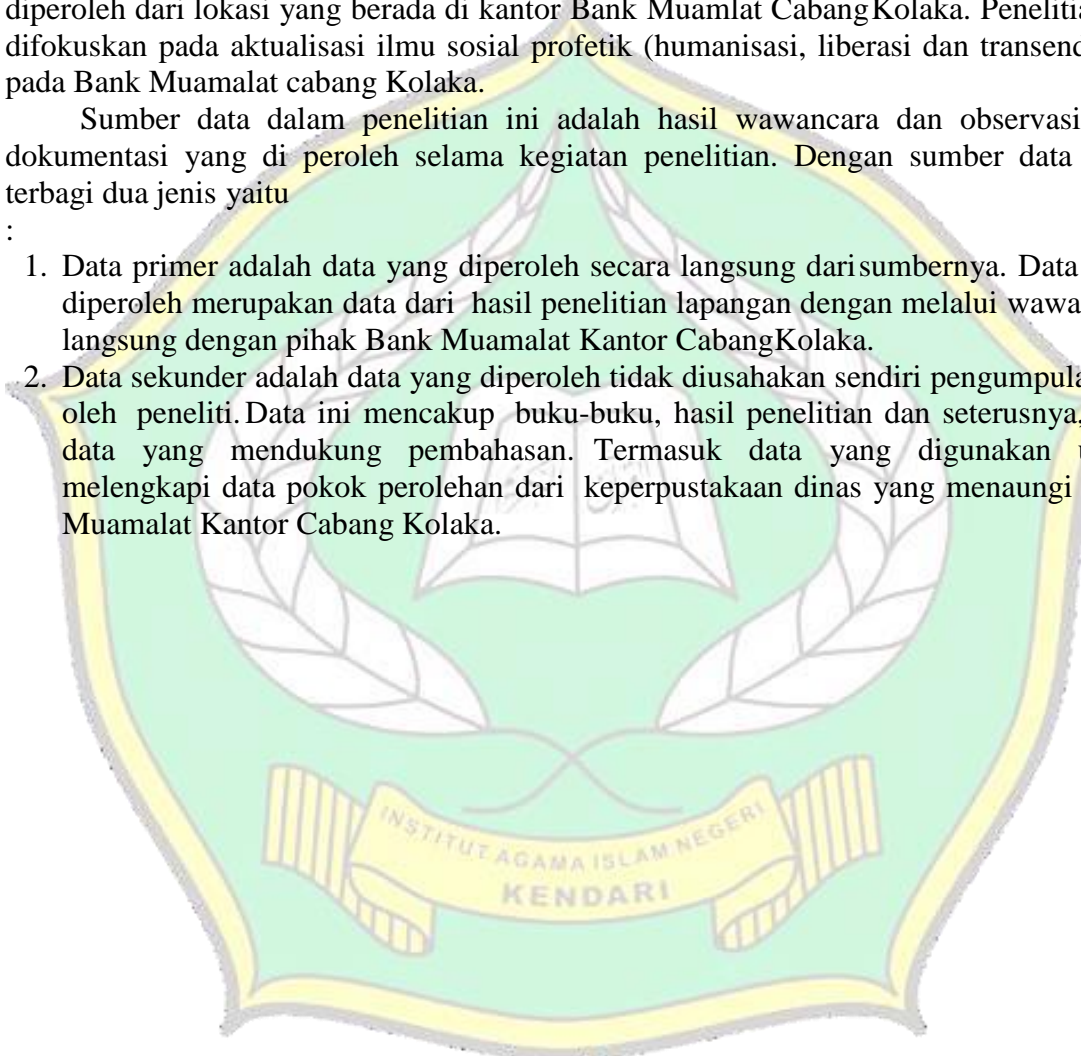 diperoleh dari lokasi yang berada di kantor Bank Muamlat CabangKolaka. Peneliti
difokuskan pada aktualisasi ilmu sosial profetik (humanisasi, liberasi dan transend
pada Bank Muamalat cabang Kolaka.
Sumber data dalam penelitian ini adalah hasil wawancara dan observasi
dokumentasi yang di peroleh selama kegiatan penelitian. Dengan sumber data
terbagi dua jenis yaitu
:
1. Data primer adalah data yang diperoleh secara langsung darisumbernya. Data
diperoleh merupakan data dari hasil penelitian lapangan dengan melalui wawa
langsung dengan pihak Bank Muamalat Kantor CabangKolaka.
2. Data sekunder adalah data yang diperoleh tidak diusahakan sendiri pengumpula
oleh peneliti. Data ini mencakup buku-buku, hasil penelitian dan seterusnya,
data yang mendukung pembahasan. Termasuk data yang digunakan
melengkapi data pokok perolehan dari keperpustakaan dinas yang menaungi
Muamalat Kantor Cabang Kolaka.
INSTITUT AGAMA ISLAM NEGERI
KENDARI